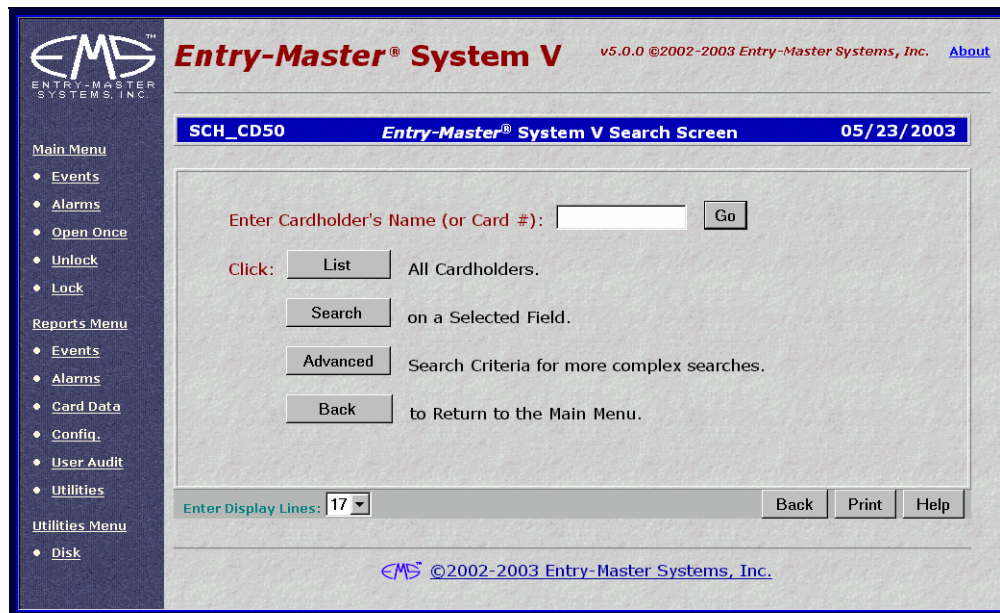 EMS™
ENTRY-MASTER
SYSTEMS, INC.
Entry-Master® System V
v5.0.0 ©2002-2003 Entry-Master Systems, Inc. About
SCH_CD50 Entry-Master® System V Search Screen 05/23/2003
Main Menu
Events
Alarms
Open Once
Unlock
Lock
Reports Menu
Events
Alarms
Card Data
Config.
User Audit
Utilities
Utilities Menu
Disk
Enter Cardholder's Name (or Card #): Go
Click: List All Cardholders.
Search on a Selected Field.
Advanced Search Criteria for more complex searches.
Back to Return to the Main Menu.
Enter Display Lines: 17 Back Print Help
EMS™ ©2002-2003 Entry-Master Systems, Inc.